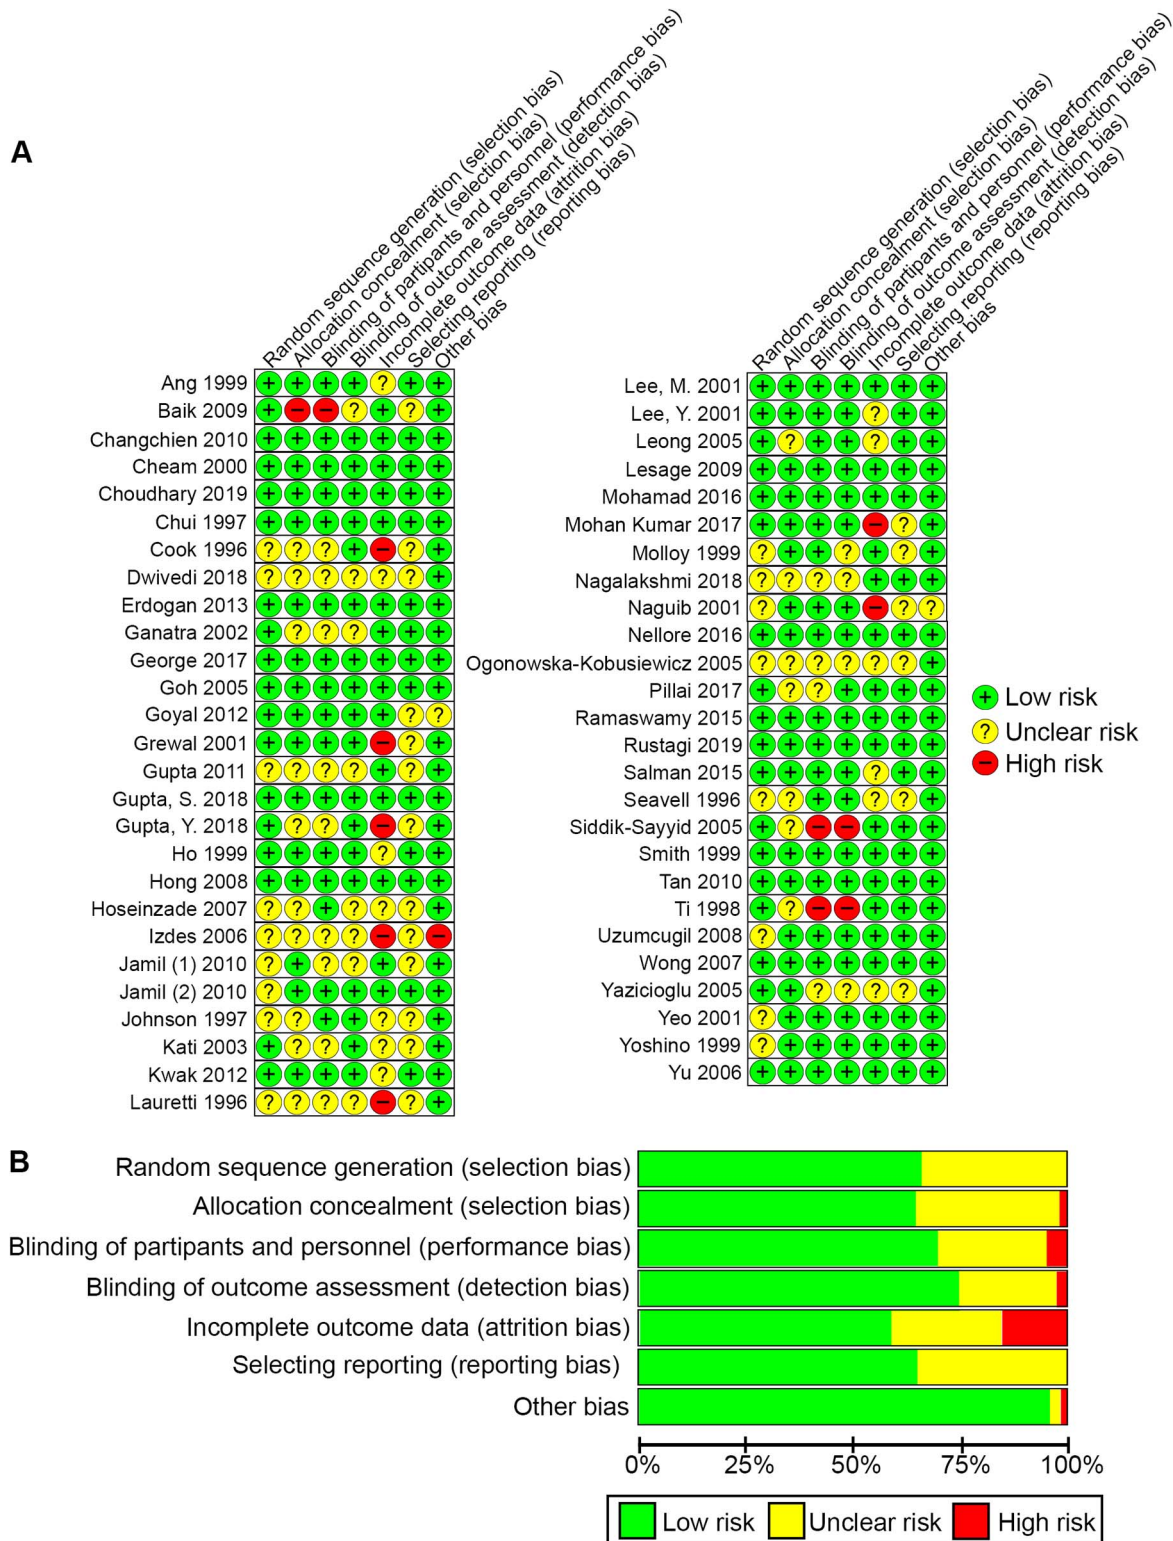 A
Random sequence generation (selection bias)
Allocation concealment (selection bias)
Blinding of partipants and personnel (performance bias)
Blinding of outcome assessment (detection bias)
Incomplete outcome data (attrition bias)
Selecting reporting (reporting bias)
Other bias
Ang 1999 + + + + ? + +
Baik 2009 + − − ? + ? +
Changchien 2010 + + + + + + +
Cheam 2000 + + + + + + +
Choudhary 2019 + + + + + + +
Chui 1997 + + + + + + +
Cook 1996 ? ? ? + − ? +
Dwivedi 2018 ? ? ? ? ? ? +
Erdogan 2013 + + + + + + +
Ganatra 2002 + ? ? ? + + +
George 2017 + + + + + + +
Goh 2005 + + + + + + +
Goyal 2012 + + + + + ? ?
Grewal 2001 + + + + − ? +
Gupta 2011 ? ? ? ? + ? +
Gupta, S. 2018 + + + + + + +
Gupta, Y. 2018 + ? ? + − ? +
Ho 1999 + + + + ? + +
Hong 2008 + + + + + + +
Hoseinzade 2007 ? ? + ? ? ? +
Izdes 2006 ? ? ? ? − ? −
Jamil (1) 2010 ? + ? ? + ? +
Jamil (2) 2010 ? + + + + + +
Johnson 1997 ? ? + + ? ? +
Kati 2003 + ? ? + ? ? +
Kwak 2012 + + + + ? + +
Lauretti 1996 ? ? ? ? − ? +
Random sequence generation (selection bias)
Allocation concealment (selection bias)
Blinding of partipants and personnel (performance bias)
Blinding of outcome assessment (detection bias)
Incomplete outcome data (attrition bias)
Selecting reporting (reporting bias)
Other bias
Lee, M. 2001 + + + + + + +
Lee, Y. 2001 + + + + ? + +
Leong 2005 + ? + + ? + +
Lesage 2009 + + + + + + +
Mohamad 2016 + + + + + + +
Mohan Kumar 2017 + + + + − ? +
Molloy 1999 ? + + ? + ? +
Nagalakshmi 2018 ? ? ? ? + + +
Naguib 2001 ? + + + − ? ?
Nellore 2016 + + + + + + +
Ogonowska-Kobusiewicz 2005 ? ? ? ? ? ? +
Pillai 2017 + ? ? + + + +
Ramaswamy 2015 + + + + + + +
Rustagi 2019 + + + + + + +
Salman 2015 + + + + ? + +
Seavell 1996 ? ? + + ? ? +
Siddik-Sayyid 2005 + ? − − + + +
Smith 1999 + + + + + + +
Tan 2010 + + + + + + +
Ti 1998 + ? − − + + +
Uzumcugil 2008 ? + + + + + +
Wong 2007 + + + + + + +
Yazicioglu 2005 + + ? ? ? ? +
Yeo 2001 ? + + + + + +
Yoshino 1999 ? + + + + + +
Yu 2006 + + + + + + +
+ Low risk
? Unclear risk
− High risk
B
Random sequence generation (selection bias)
Allocation concealment (selection bias)
Blinding of partipants and personnel (performance bias)
Blinding of outcome assessment (detection bias)
Incomplete outcome data (attrition bias)
Selecting reporting (reporting bias)
Other bias
0% 25% 50% 75% 100%
Low risk Unclear risk High risk